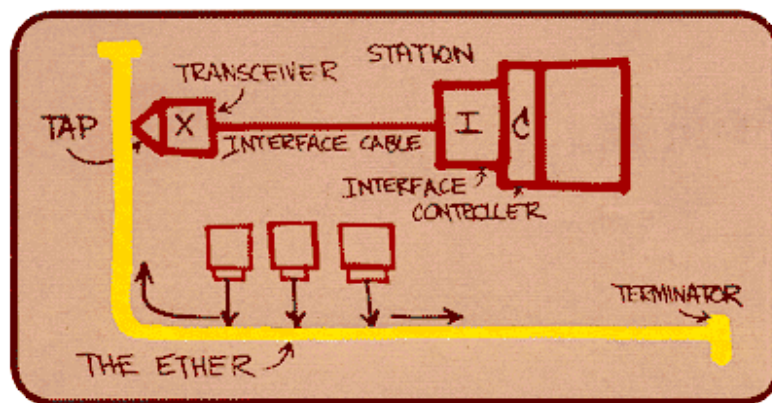 STATION
TRANSCEIVER
TAP
X
I
C
INTERFACE CABLE
INTERFACE
CONTROLLER
TERMINATOR
THE ETHER